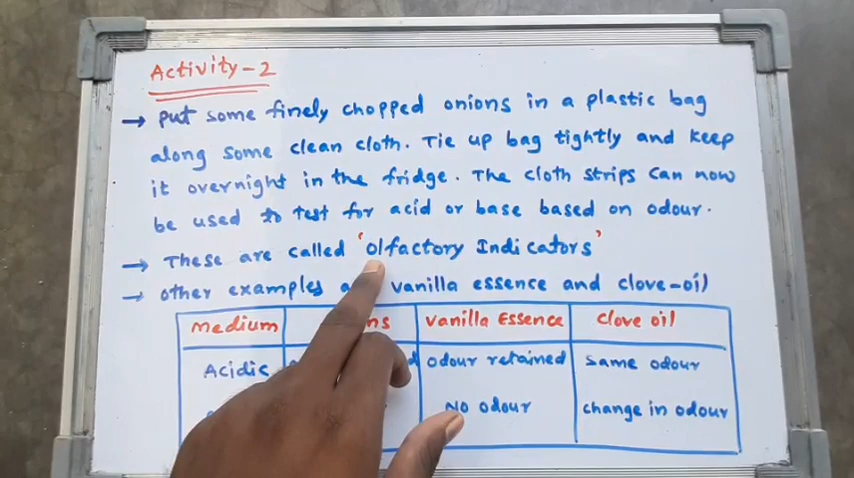 Activity-2
→ put some finely chopped onions in a plastic bag
along some clean cloth. Tie up bag tightly and keep
it overnight in the fridge. The cloth strips can now
be used to test for acid or base based on odour.
→ These are called 'olfactory Indicators'
→ other examples vanilla essence and clove-oil
medium vanilla Essence clove oil
Acidic odour retained same odour
No odour change in odour